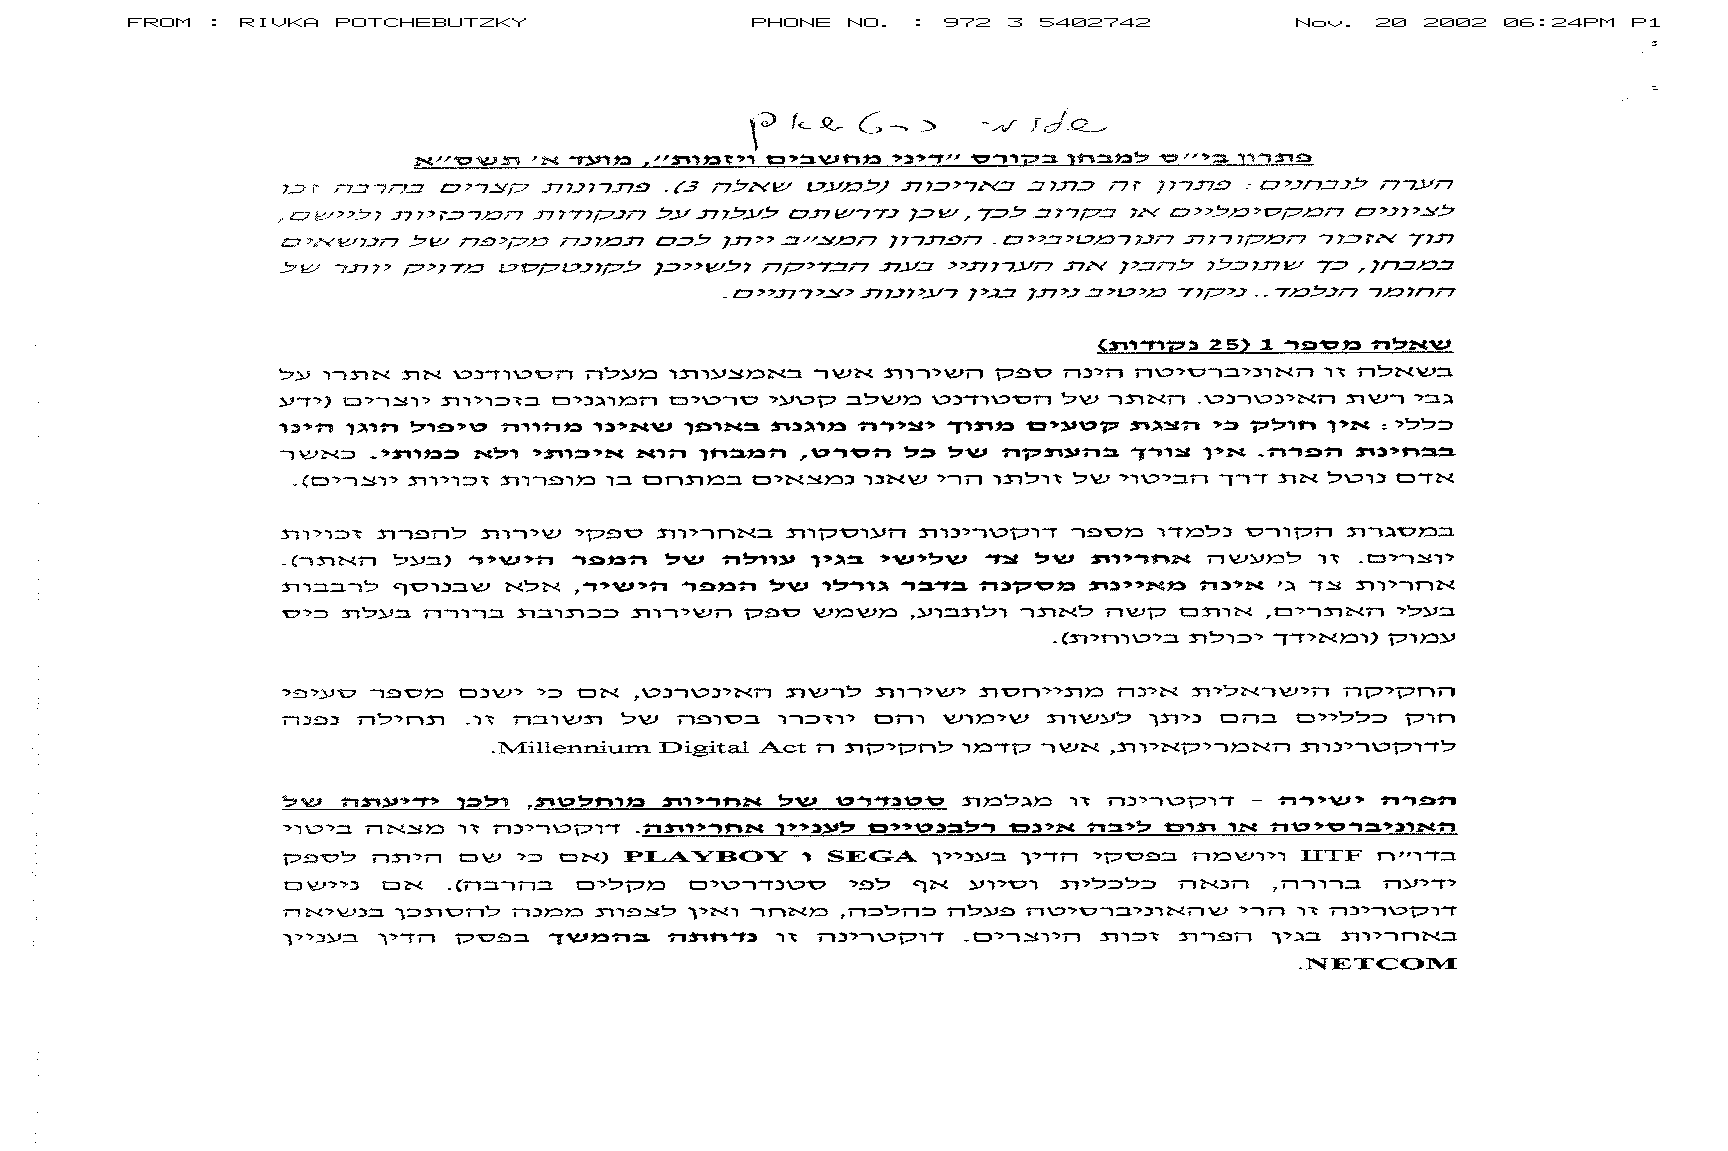 FROM : RIVKA POTCHEBUTZKY PHONE NO. : 972 3 5402742 Nov. 20 2002 06:24PM P1
פתרון בי"ס למבחן בקורס "דיני מחשבים ויזמות", מועד א' תשס"א
הערה לנבחנים: פתרון זה כתוב באריכות (למעט שאלה 3). פתרונות קצרים בהרבה זכו
לציונים המקסימליים או בקרוב לכך, שכן נדרשתם לעלות על הנקודות המרכזיות וליישם,
תוך אזכור המקורות הנורמטיביים. הפתרון המצ"ב ייתן לכם תמונה מקיפה של הנושאים
במבחן, כך שתוכלו להבין את הערותיי בעת הבדיקה ולשייכן לקונטקסט מדויק יותר של
החומר הנלמד.. ניקוד מיטיב ניתן בגין רעיונות יצירתיים.
שאלה מספר 1 (25 נקודות)
בשאלה זו האוניברסיטה הינה ספק השירות אשר באמצעותו מעלה הסטודנט את אתרו על
גבי רשת האינטרנט. האתר של הסטודנט משלב קטעי סרטים המוגנים בזכויות יוצרים (ידע
כללי: אין חולק כי הצגת קטעים מתוך יצירה מוגנת באופן שאינו מהווה טיפול הוגן הינו
בבחינת הפרה. אין צורך בהעתקה של כל הסרט, המבחן הוא איכותי ולא כמותי. כאשר
אדם נוטל את דרך הביטוי של זולתו הרי שאנו נמצאים במתחם בו מופרות זכויות יוצרים).
במסגרת הקורס נלמדו מספר דוקטרינות העוסקות באחריות ספקי שירות להפרת זכויות
יוצרים. זו למעשה אחריות של צד שלישי בגין עוולה של המפר הישיר (בעל האתר).
אחריות צד ג' אינה מאיינת מסקנה בדבר גורלו של המפר הישיר, אלא שבנוסף לרבבות
בעלי האתרים, אותם קשה לאתר ולתבוע, משמש ספק השירות ככתובת ברורה בעלת כיס
עמוק (ומאידך יכולת ביטוחית).
החקיקה הישראלית אינה מתייחסת ישירות לרשת האינטרנט, אם כי ישנם מספר סעיפי
חוק כלליים בהם ניתן לעשות שימוש והם יוזכרו בסופה של תשובה זו. תחילה נפנה
לדוקטרינות האמריקאיות, אשר קדמו לחקיקת ה Millennium Digital Act.
הפרה ישירה - דוקטרינה זו מגלמת סטנדרט של אחריות מוחלטת, ולכן ידיעתה של
האוניברסיטה או תום ליבה אינם רלבנטיים לעניין אחריותה. דוקטרינה זו מצאה ביטוי
בדו"ח IITF ויושמה בפסקי הדין בעניין SEGA ו PLAYBOY (אם כי שם היתה לספק
ידיעה ברורה, הנאה כלכלית וסיוע אף לפי סטנדרטים מקלים בהרבה). אם ניישם
דוקטרינה זו הרי שהאוניברסיטה פעלה כהלכה, מאחר ואין לצפות ממנה להסתכן בנשיאה
באחריות בגין הפרת זכות היוצרים. דוקטרינה זו נדחתה בהמשך בפסק הדין בעניין
NETCOM.